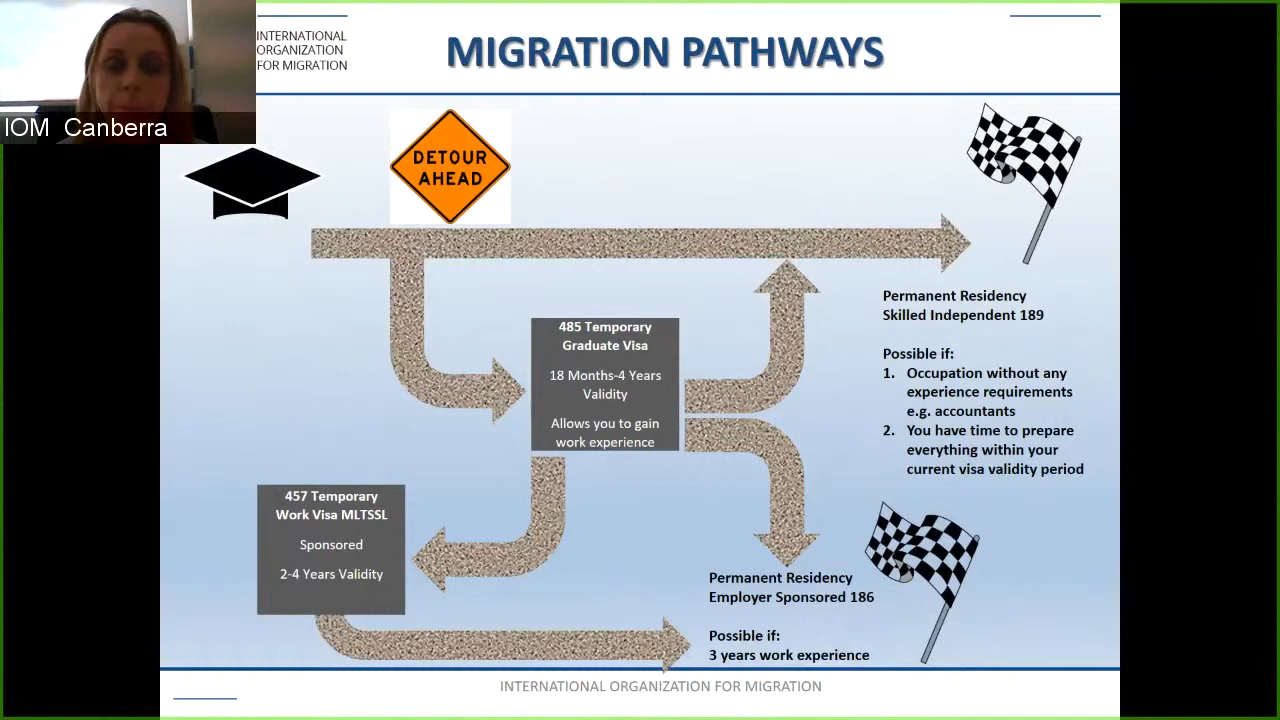 INTERNATIONAL
ORGANIZATION
FOR MIGRATION
MIGRATION PATHWAYS
IOM Canberra
DETOUR
AHEAD
Permanent Residency
Skilled Independent 189
Possible if:
1. Occupation without any
experience requirements
e.g. accountants
2. You have time to prepare
everything within your
current visa validity period
485 Temporary
Graduate Visa
18 Months-4 Years
Validity
Allows you to gain
work experience
457 Temporary
Work Visa MLTSSL
Sponsored
2-4 Years Validity
Permanent Residency
Employer Sponsored 186
Possible if:
3 years work experience
INTERNATIONAL ORGANIZATION FOR MIGRATION